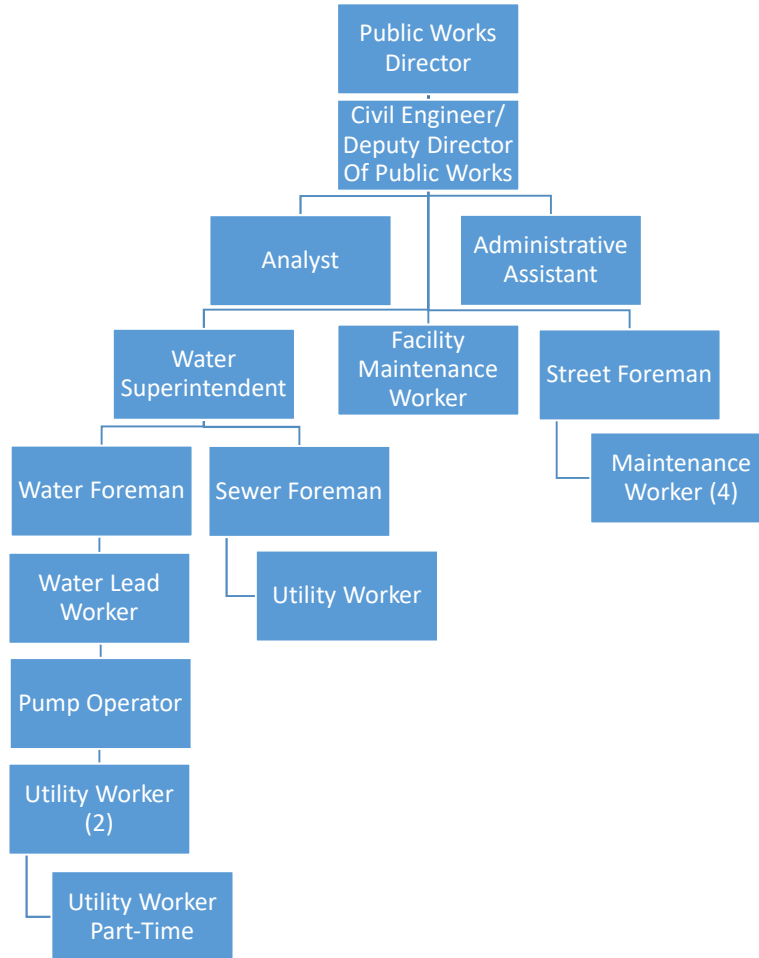 Public Works
Director
Civil Engineer/
Deputy Director
Of Public Works
Analyst
Administrative
Assistant
Water
Superintendent
Facility
Maintenance
Worker
Street Foreman
Water Foreman
Sewer Foreman
Maintenance
Worker (4)
Water Lead
Worker
Utility Worker
Pump Operator
Utility Worker
(2)
Utility Worker
Part-Time